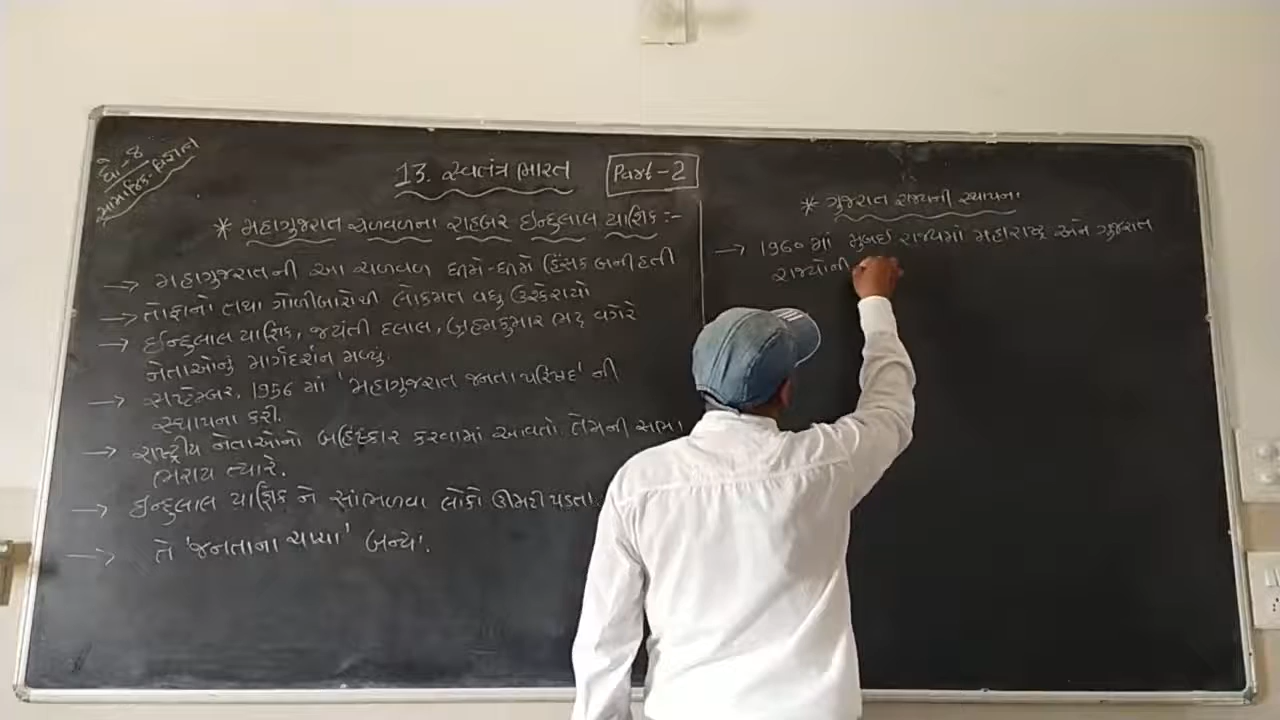 ધો-8
સામાજિક-વિજ્ઞાન
13. સ્વતંત્ર ભારત
Part-2
* મહાગુજરાત ચળવળના રાહબર ઇન્દુલાલ યાજ્ઞિક :-
→ મહાગુજરાતની આ ચળવળ ધીમે-ધીમે હિંસક બની હતી
→ તોફાનો તથા ગોળીબારોથી લોકમત વધુ ઉશ્કેરાયો
→ ઇન્દુલાલ યાજ્ઞિક, જયંતી દલાલ, બ્રહ્મકુમાર ભટ્ટ વગેરે
નેતાઓનું માર્ગદર્શન મળ્યું.
→ સપ્ટેમ્બર, 1956 માં 'મહાગુજરાત જનતા પરિષદ' ની
સ્થાપના કરી.
→ રાષ્ટ્રીય નેતાઓનો બહિષ્કાર કરવામાં આવતો તેમની સભા
ભરાય ત્યારે.
→ ઇન્દુલાલ યાજ્ઞિક ને સાંભળવા લોકો ઊમટી પડતા.
→ તે 'જનતાના ચાચા' બન્યે.
* ગુજરાત રાજ્યની સ્થાપના
→ 1960 માં મુંબઈ રાજ્યમાં મહારાષ્ટ્ર અને ગુજરાત
રાજ્યોની